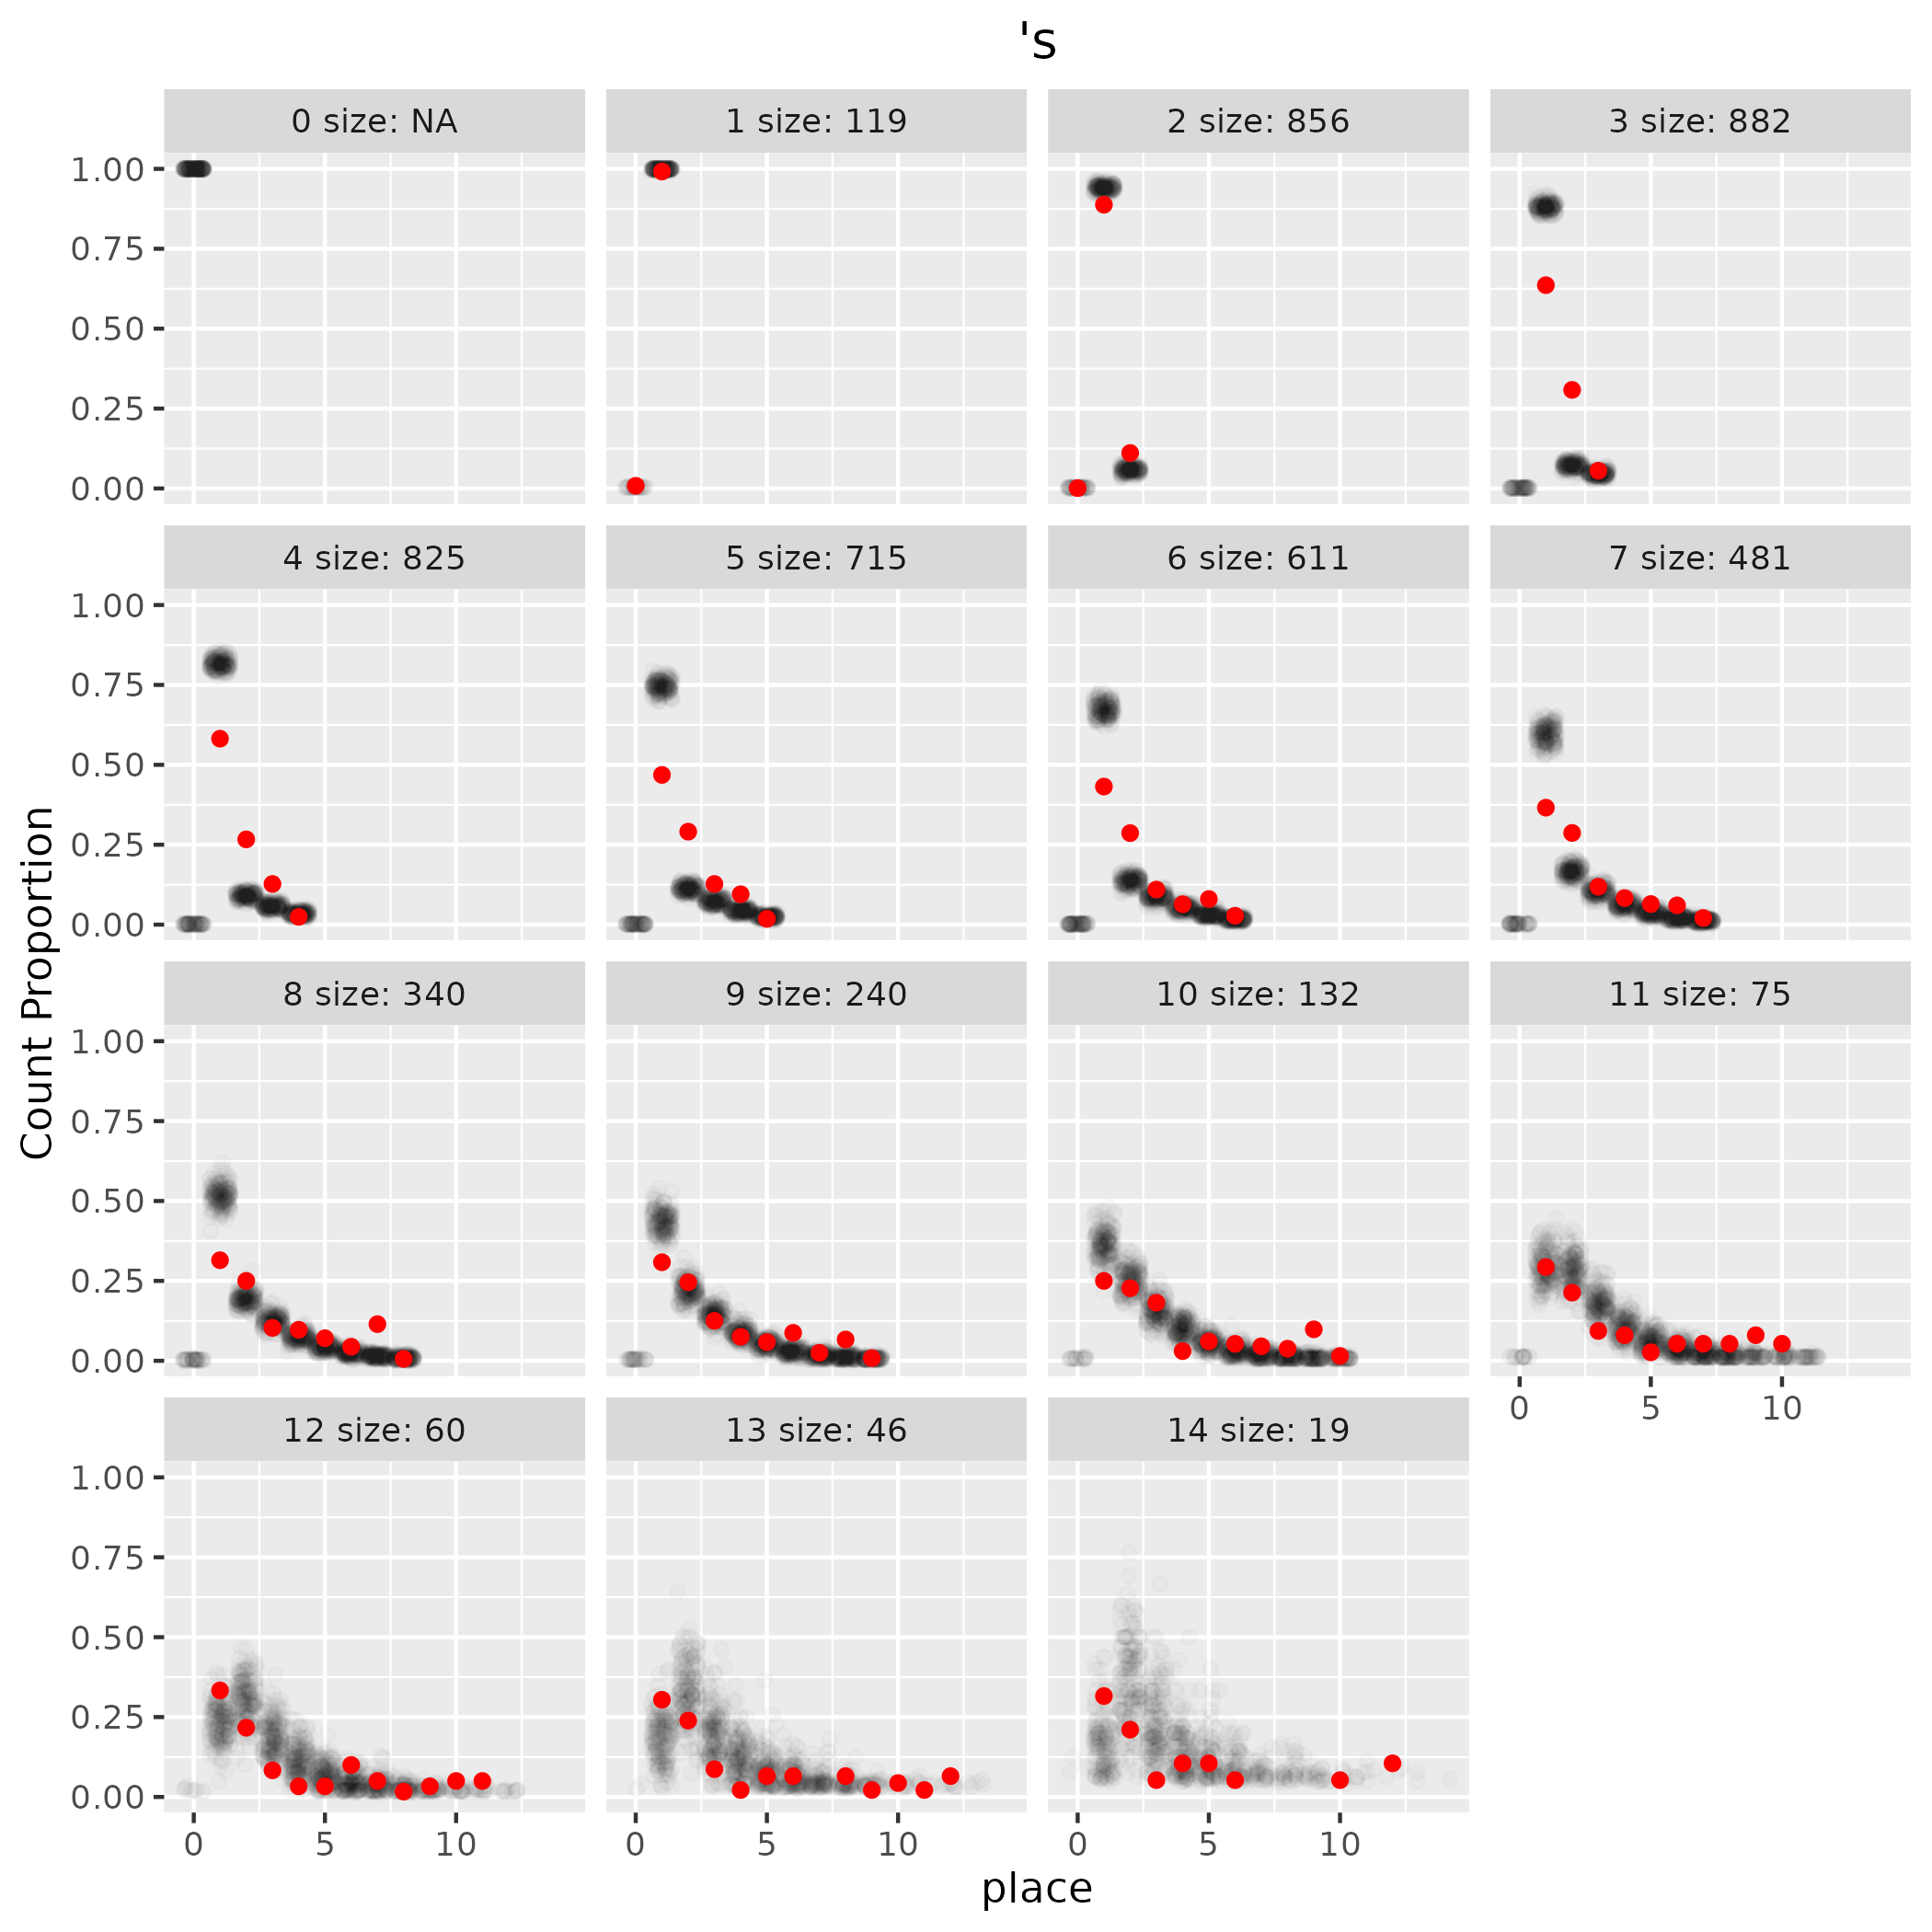 's
0 size: NA
1 size: 119
2 size: 856
3 size: 882
1.00
0.75
0.50
0.25
0.00
4 size: 825
5 size: 715
6 size: 611
7 size: 481
1.00
0.75
0.50
0.25
0.00
Count Proportion
8 size: 340
9 size: 240
10 size: 132
11 size: 75
1.00
0.75
0.50
0.25
0.00
0 5 10
12 size: 60
13 size: 46
14 size: 19
1.00
0.75
0.50
0.25
0.00
0 5 10
0 5 10
0 5 10
place